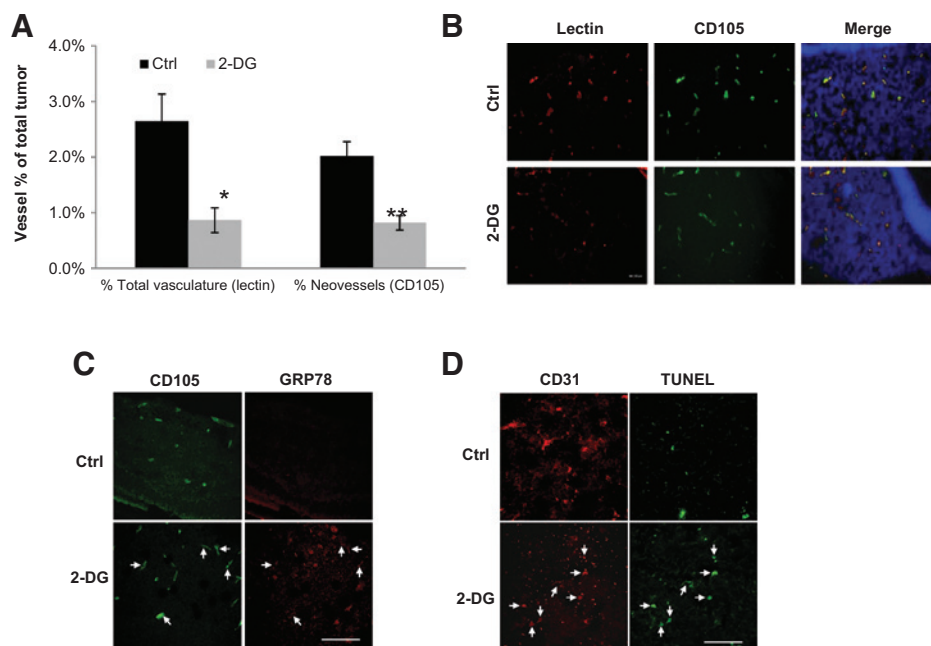 A
4.0%
3.0%
2.0%
1.0%
0.0%
Vessel % of total tumor
Ctrl 2-DG
*
**
% Total vasculature (lectin) % Neovessels (CD105)
B
Lectin CD105 Merge
Ctrl
2-DG
C
CD105 GRP78
Ctrl
2-DG
D
CD31 TUNEL
Ctrl
2-DG